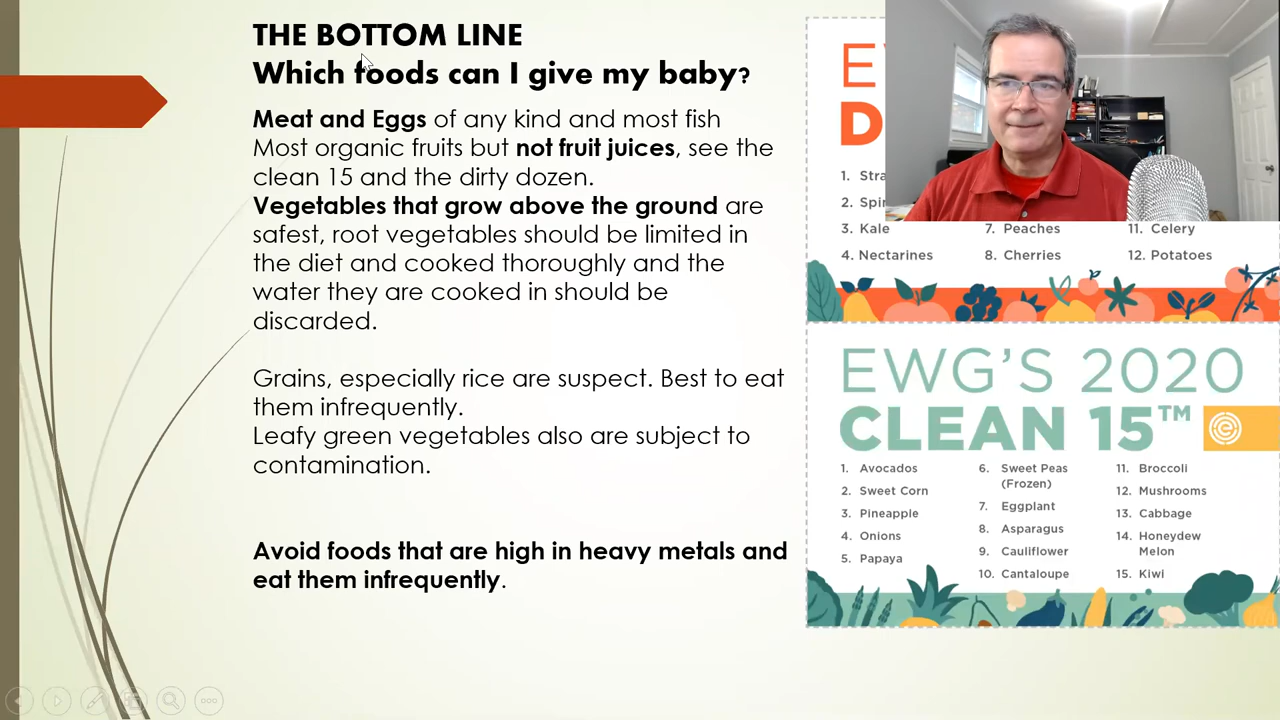 THE BOTTOM LINE
Which foods can I give my baby?
Meat and Eggs of any kind and most fish
Most organic fruits but not fruit juices, see the
clean 15 and the dirty dozen.
Vegetables that grow above the ground are
safest, root vegetables should be limited in
the diet and cooked thoroughly and the
water they are cooked in should be
discarded.
Grains, especially rice are suspect. Best to eat
them infrequently.
Leafy green vegetables also are subject to
contamination.
Avoid foods that are high in heavy metals and
eat them infrequently.
E
D
1. Stra
2. Spi
3. Kale
4. Nectarines
7. Peaches
8. Cherries
11. Celery
12. Potatoes
EWG'S 2020
CLEAN 15™
1. Avocados
2. Sweet Corn
3. Pineapple
4. Onions
5. Papaya
6. Sweet Peas
(Frozen)
7. Eggplant
8. Asparagus
9. Cauliflower
10. Cantaloupe
11. Broccoli
12. Mushrooms
13. Cabbage
14. Honeydew
Melon
15. Kiwi